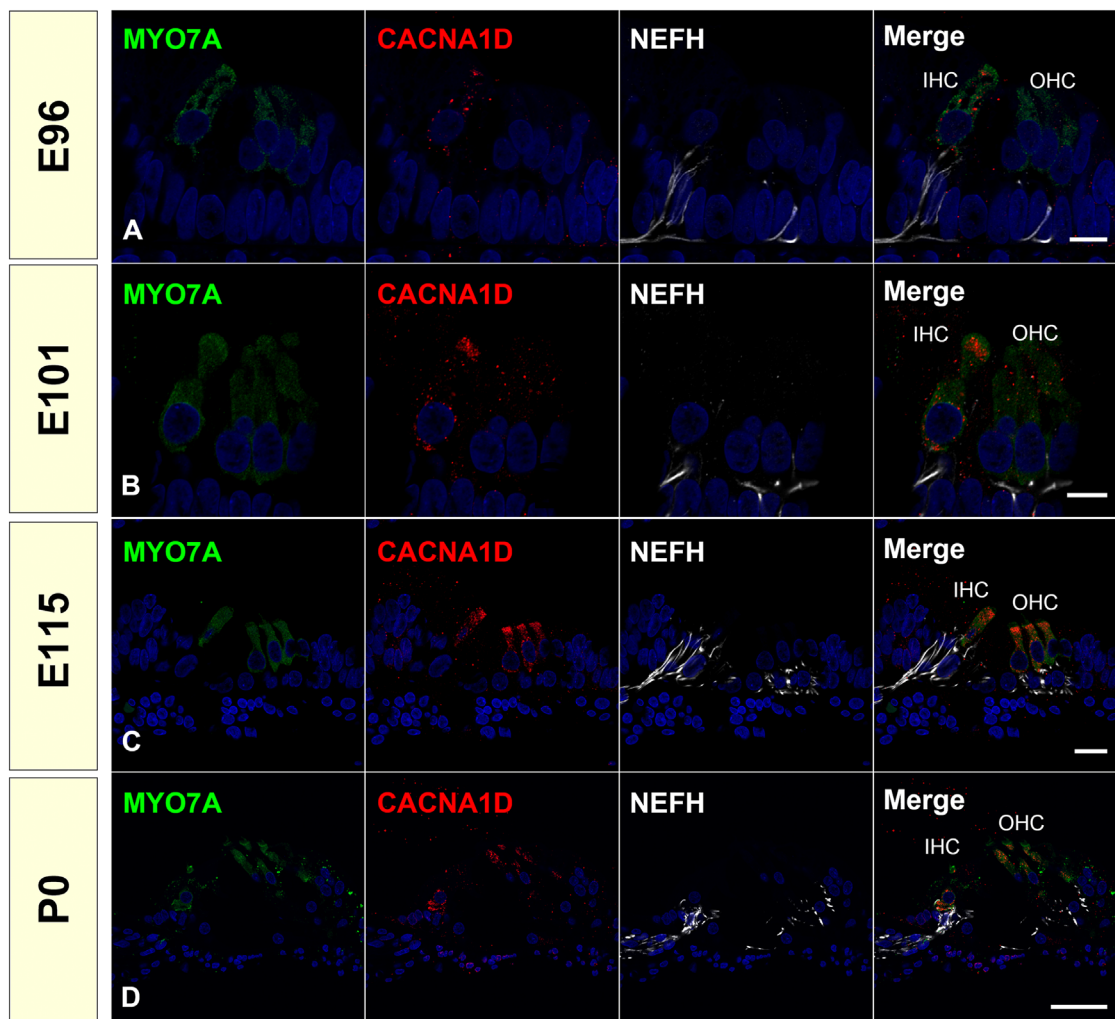 E96
MYO7A
CACNA1D
NEFH
Merge
IHC
OHC
A
E101
MYO7A
CACNA1D
NEFH
Merge
IHC
OHC
B
E115
MYO7A
CACNA1D
NEFH
Merge
IHC
OHC
C
P0
MYO7A
CACNA1D
NEFH
Merge
OHC
IHC
D